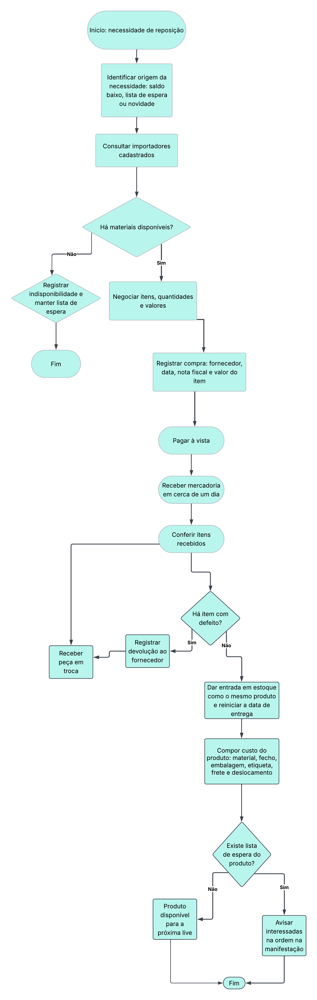 Inicio: necessidade de reposição
Identificar origem da
necessidade: saldo
baixo, lista de espera
ou novidade
Consultar importadores
cadastrados
Há materiais disponíveis?
Não
Sim
Registrar
indisponibilidade e
manter lista de
espera
Negociar itens, quantidades
e valores
Fim
Registrar compra: fornecedor,
data, nota fiscal e valor do
item
Pagar à vista
Receber mercadoria
em cerca de um dia
Conferir itens
recebidos
Há item com
defeito?
Sim
Não
Registrar
devolução ao
fornecedor
Receber
peça em
troca
Dar entrada em estoque
como o mesmo produto
e reiniciar a data de
entrega
Compor custo do
produto: material, fecho,
embalagem, etiqueta,
frete e deslocamento
Existe lista
de espera do
produto?
Não
Sim
Produto
disponível
para a
próxima live
Avisar
interessadas
na ordem na
manifestação
Fim